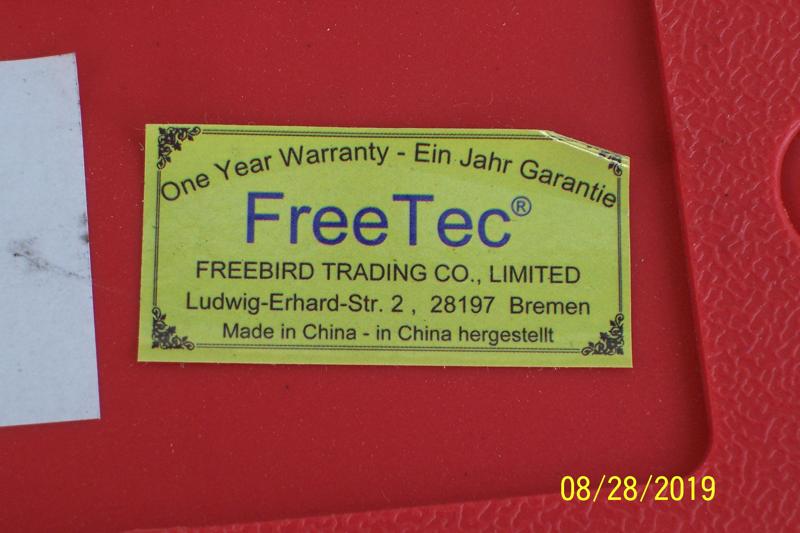 One Year Warranty - Ein Jahr Garantie
FreeTec®
FREEBIRD TRADING CO., LIMITED
Ludwig-Erhard-Str. 2 , 28197 Bremen
Made in China - in China hergestellt
08/28/2019